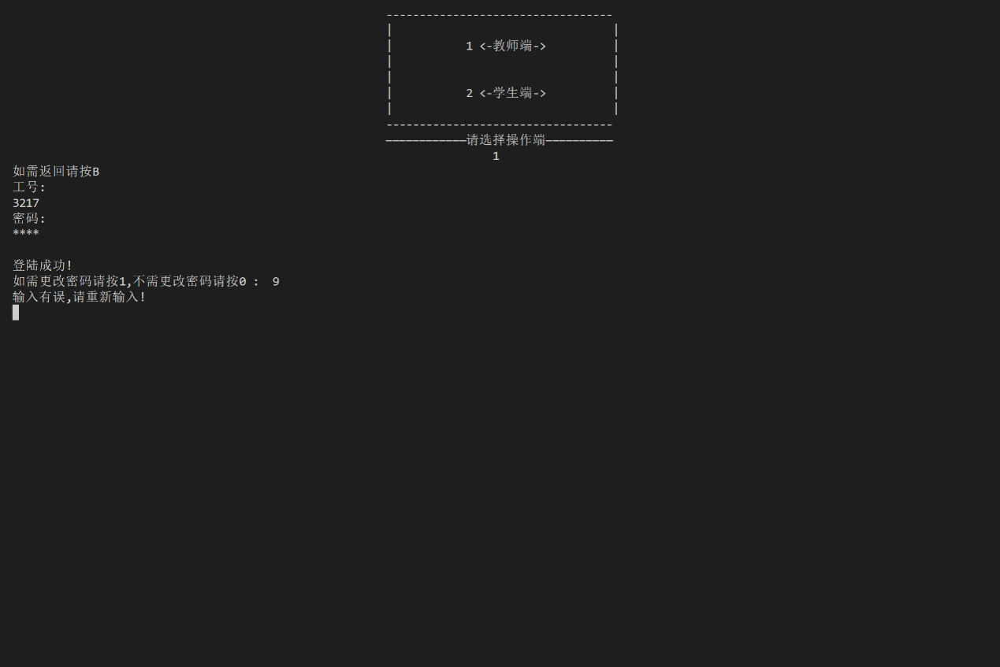 ----------------------------------
|                                  |
|           1 <-教师端->           |
|                                  |
|                                  |
|           2 <-学生端->           |
|                                  |
----------------------------------
————————————请选择操作端——————————
1
如需返回请按B
工号:
3217
密码:
****
登陆成功!
如需更改密码请按1,不需更改密码请按0 :  9
输入有误,请重新输入!